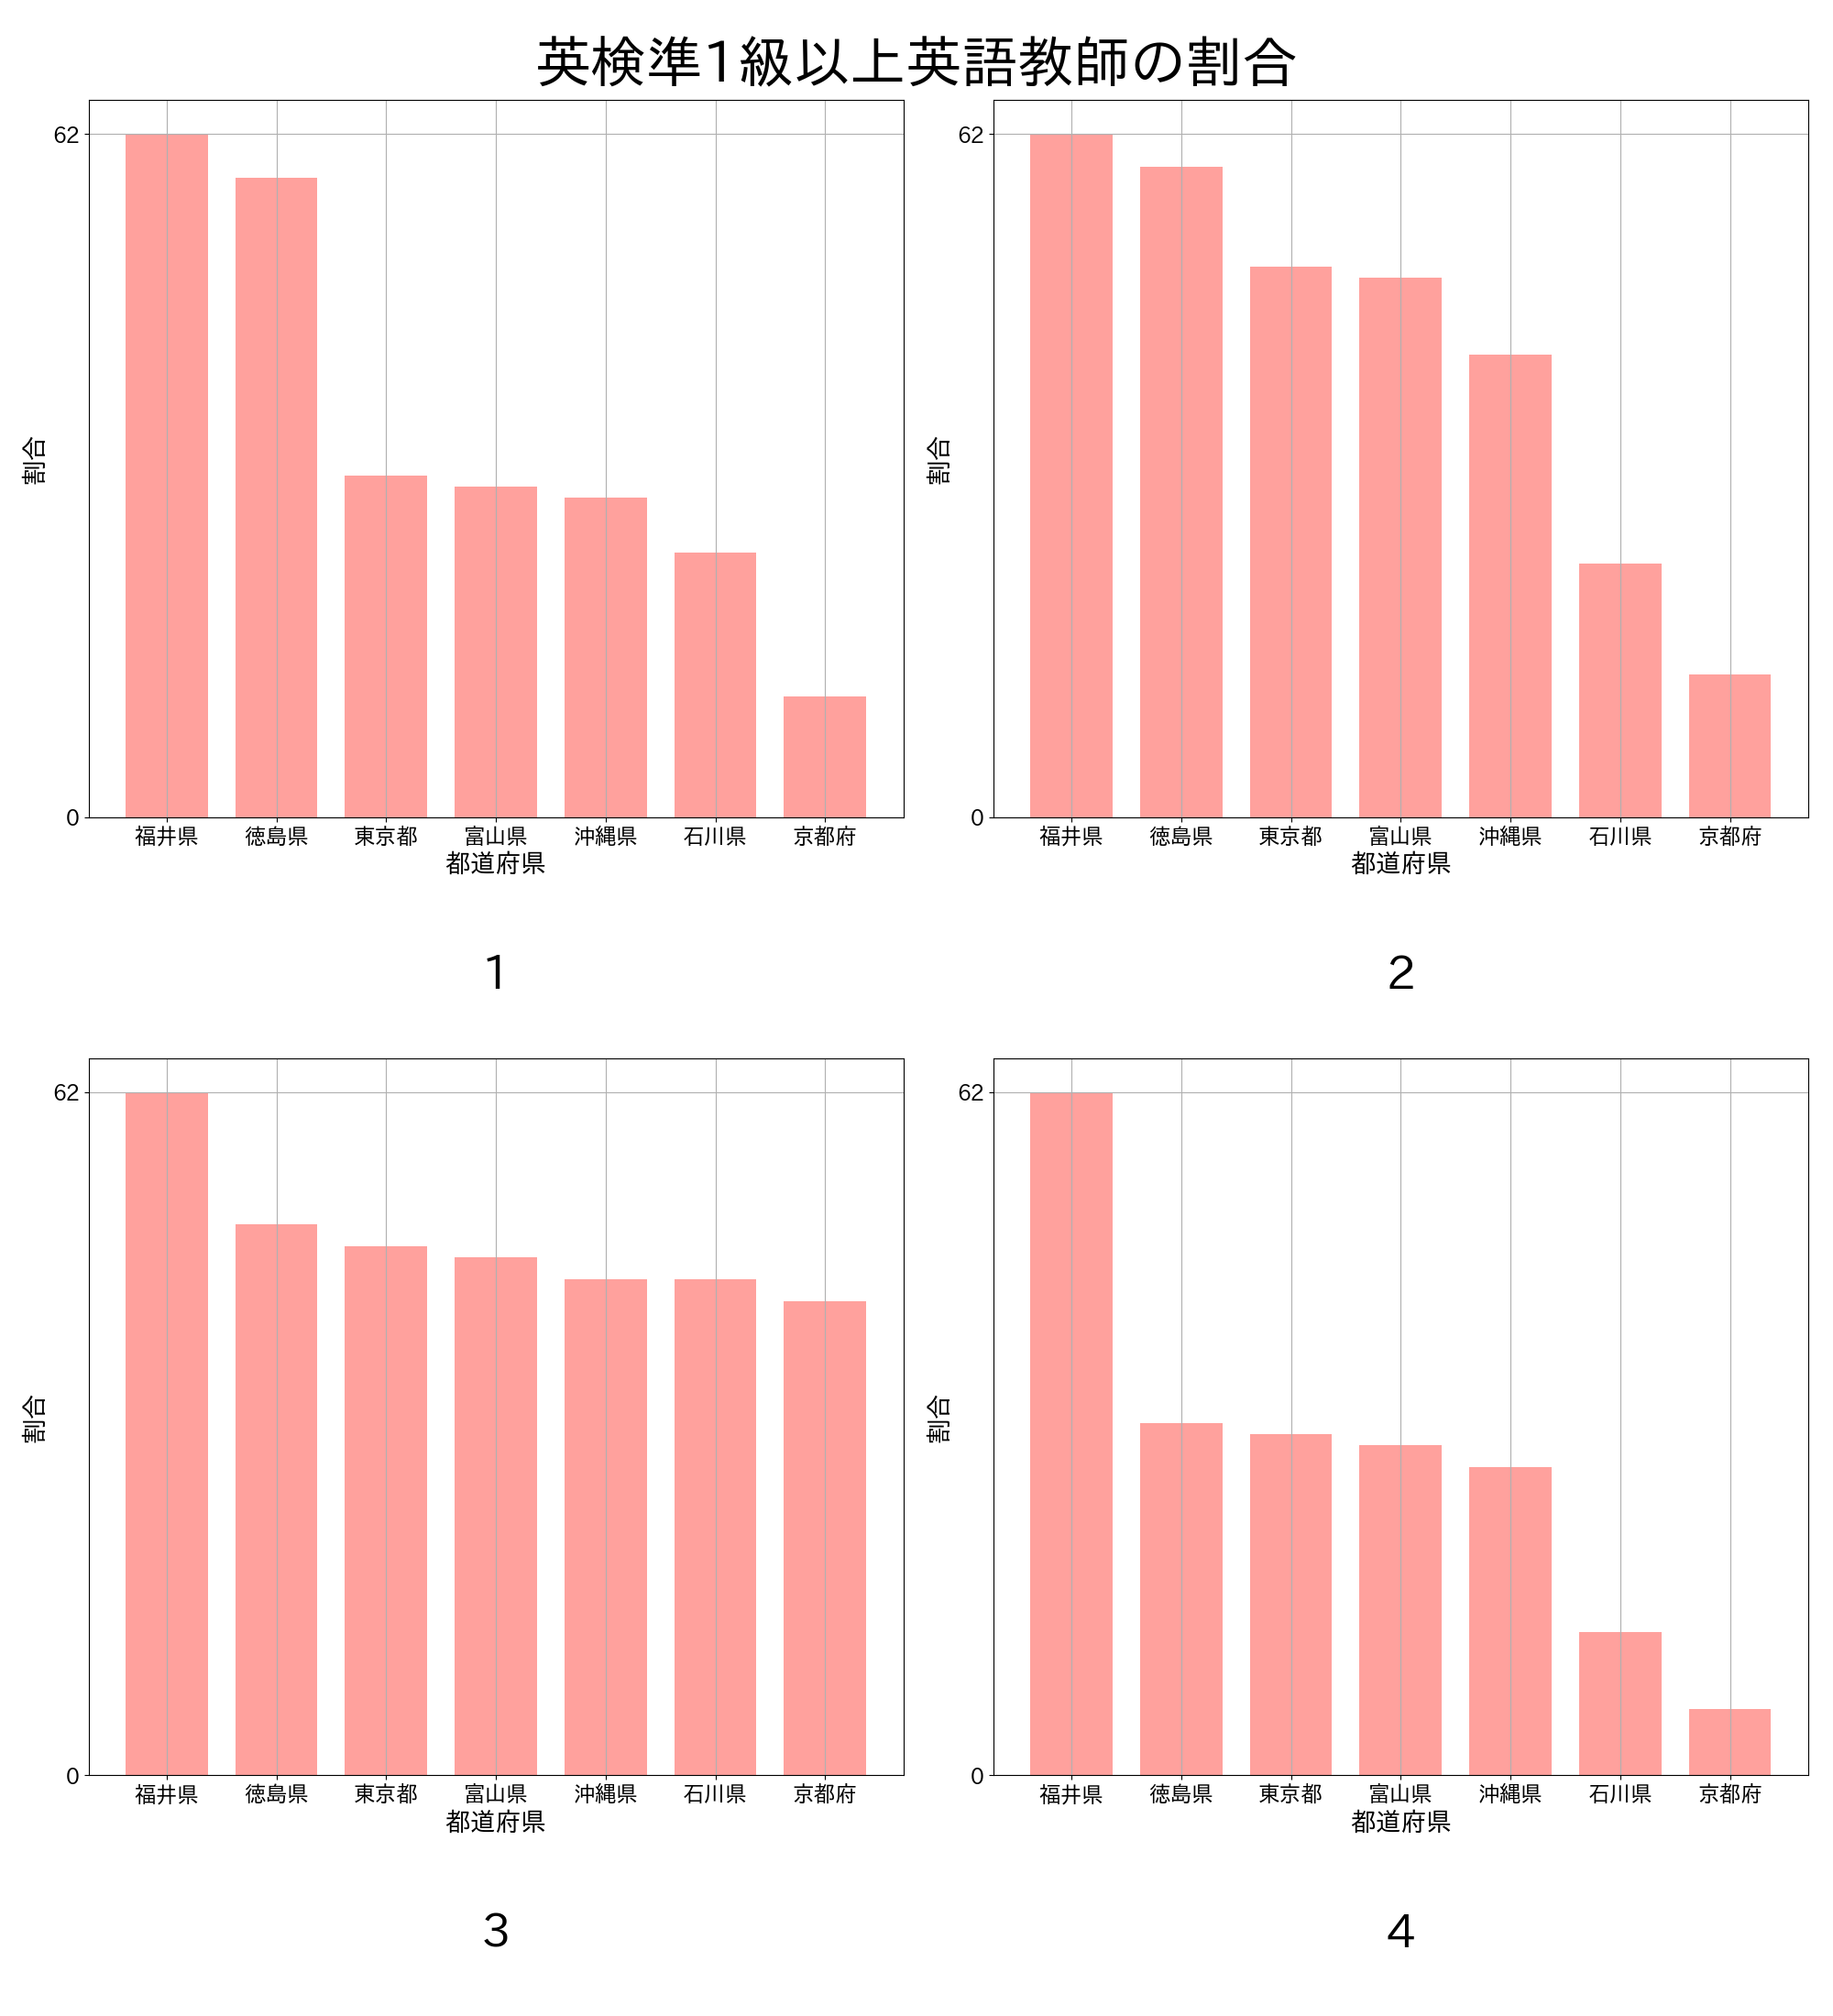 英検準1級以上英語教師の割合
62
割合
0
福井県 徳島県 東京都 富山県 沖縄県 石川県 京都府
都道府県
1
62
割合
0
福井県 徳島県 東京都 富山県 沖縄県 石川県 京都府
都道府県
2
62
割合
0
福井県 徳島県 東京都 富山県 沖縄県 石川県 京都府
都道府県
3
62
割合
0
福井県 徳島県 東京都 富山県 沖縄県 石川県 京都府
都道府県
4